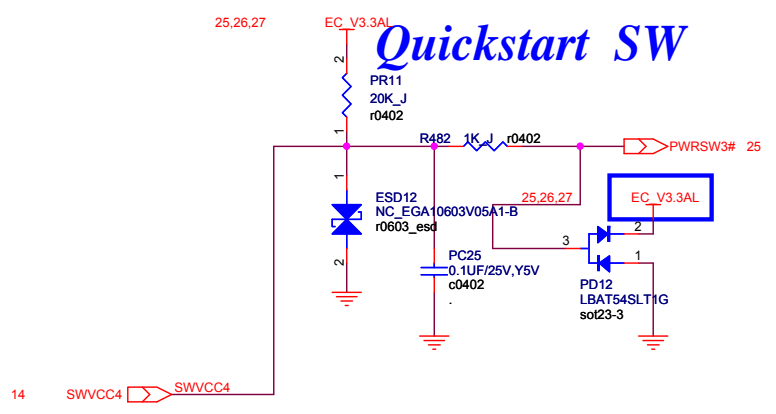 25,26,27 EC_V3.3AL
Quickstart SW
2
PR11
20K_J
r0402
1
R482 1K_J r0402
PWRSW3# 25
1
ESD12
NC_EGA10603V05A1-B
r0603_esd
2
25,26,27
EC_V3.3AL
2
3
1
PC25
0.1UF/25V,Y5V
c0402
.
PD12
LBAT54SLT1G
sot23-3
14 SWVCC4 SWVCC4